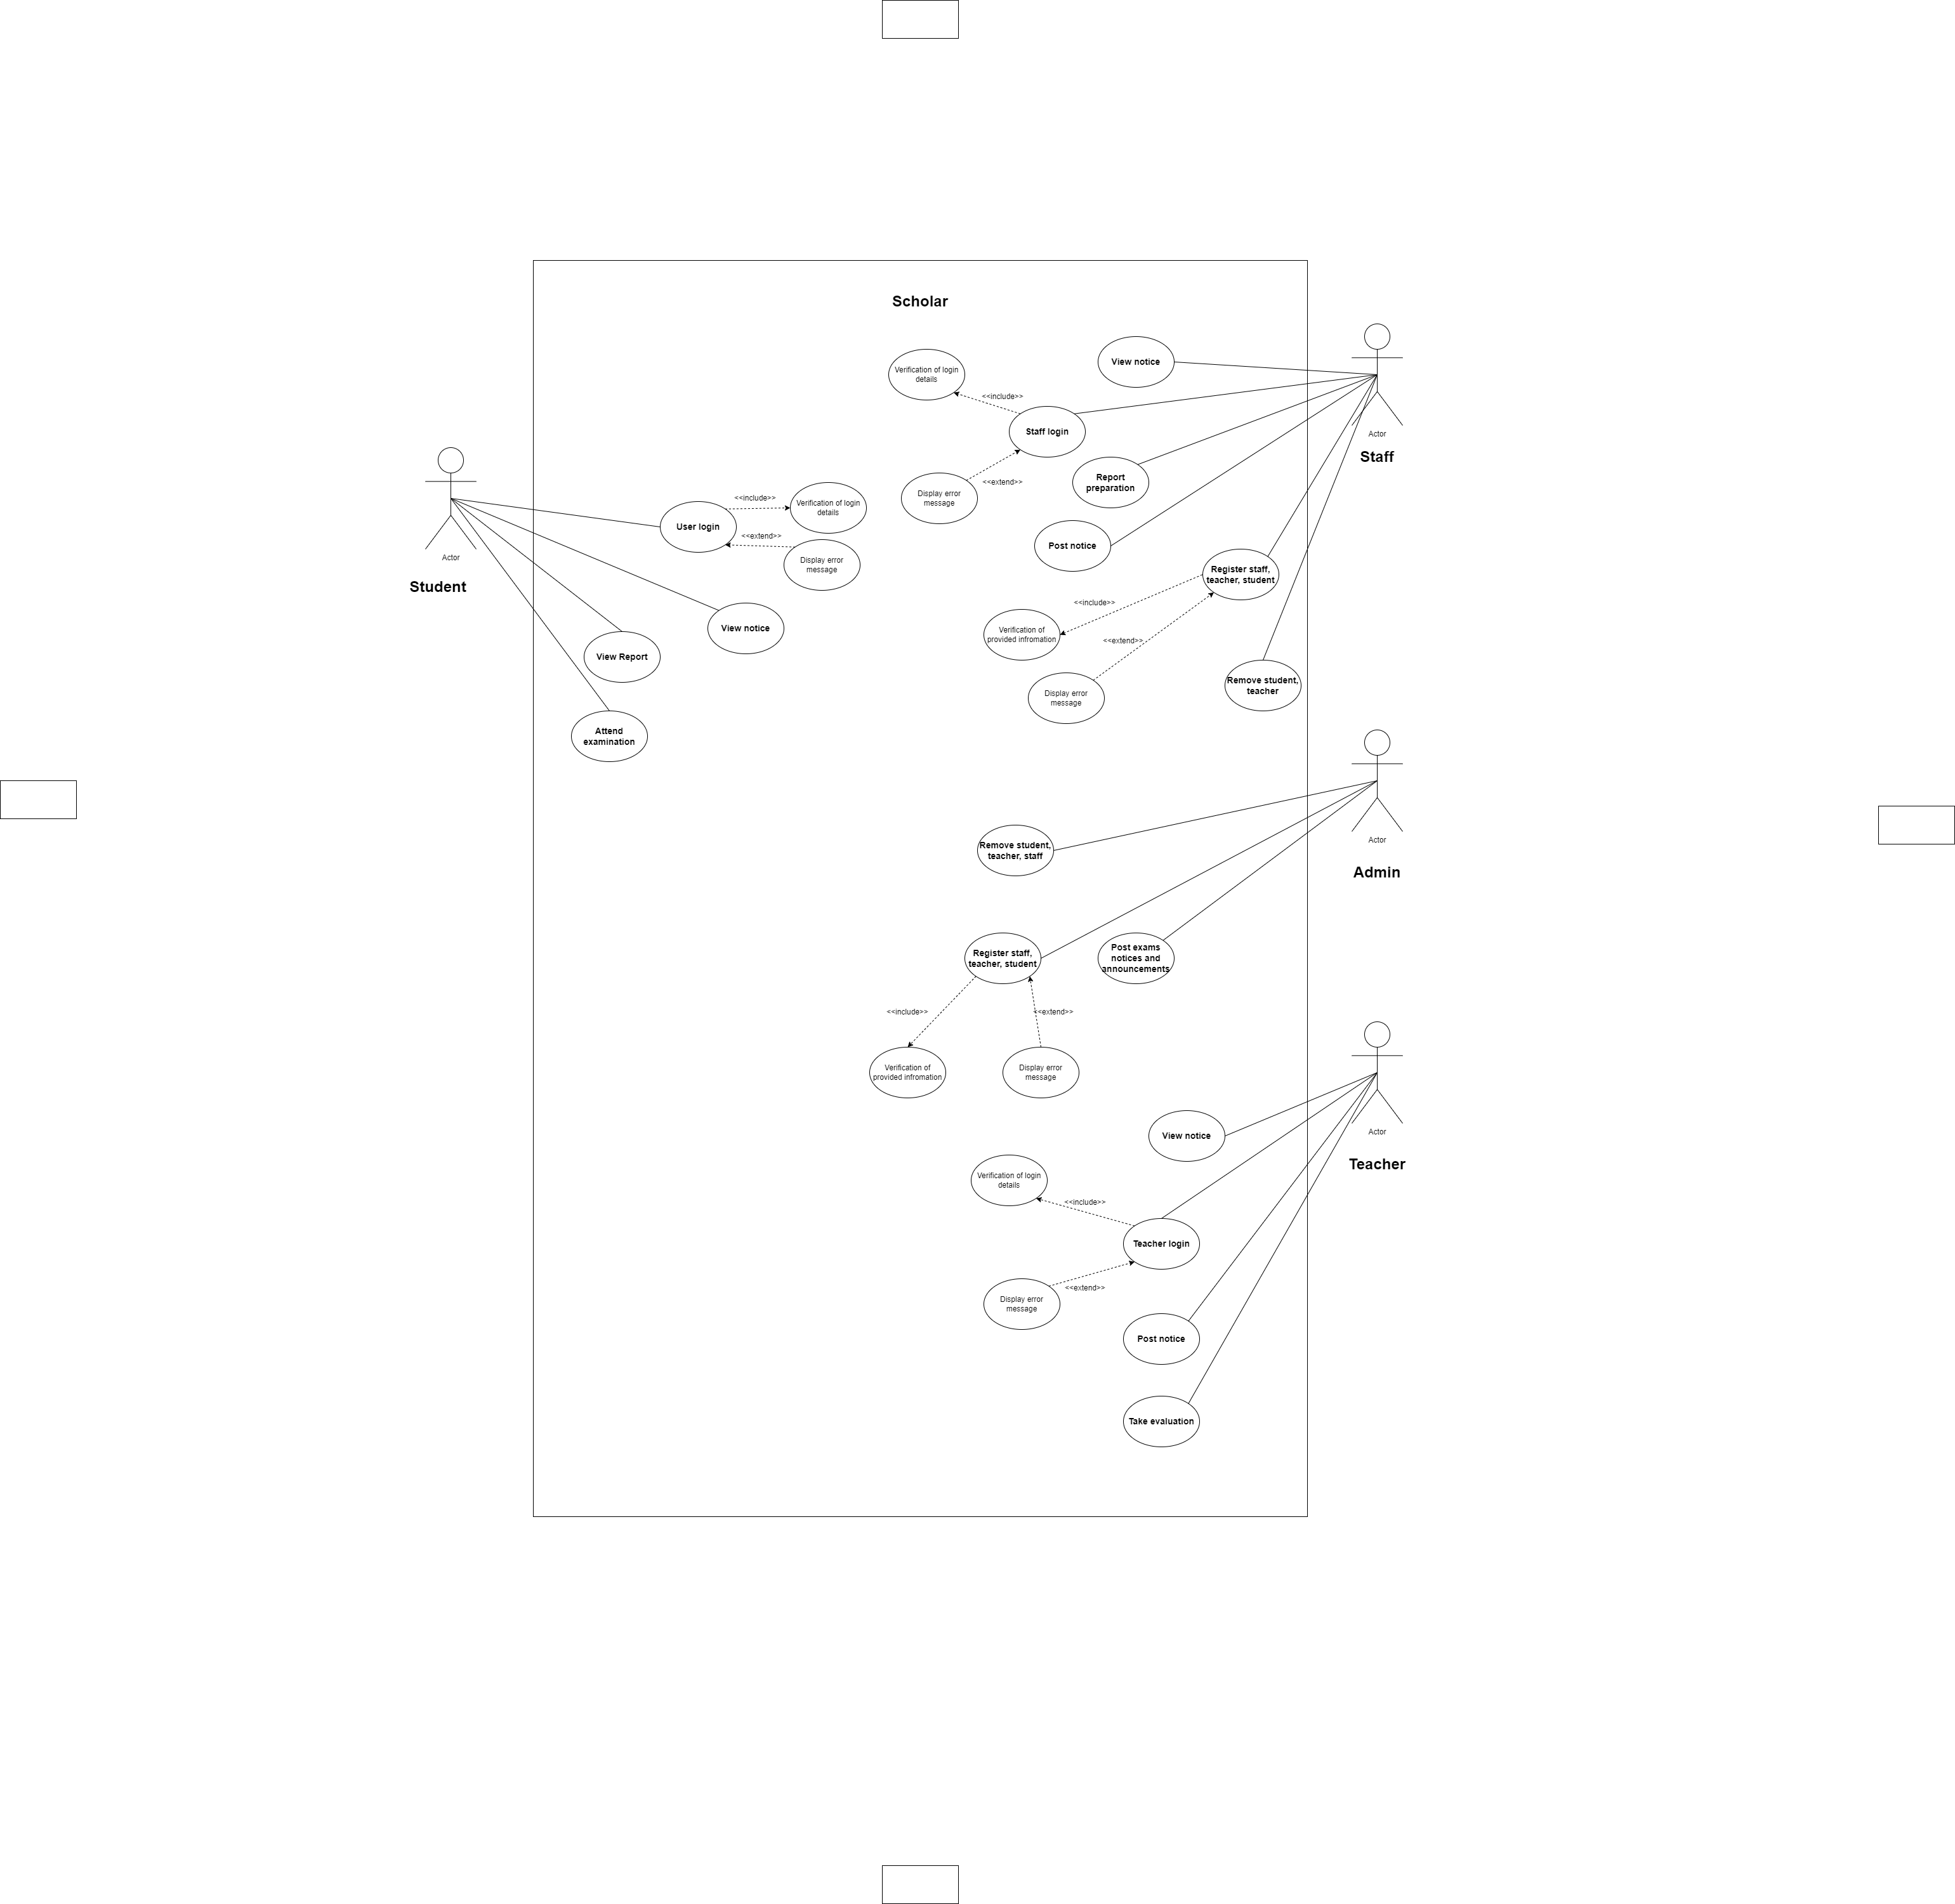 Scholar
View notice
Verification of login
details
<<include>>
Staff login
Actor
Staff
Report
preparation
Display error
message
<<extend>>
<<include>>
Verification of login
details
User login
<<extend>>
Display error
message
Actor
Student
Post notice
Register staff,
teacher, student
<<include>>
Verification of
provided infromation
<<extend>>
View notice
View Report
Remove student,
teacher
Display error
message
Attend
examination
Remove student,
teacher, staff
Actor
Admin
Register staff,
teacher, student
Post exams
notices and
announcements
<<include>>
<<extend>>
Verification of
provided infromation
Display error
message
View notice
Actor
Teacher
Verification of login
details
<<include>>
Teacher login
<<extend>>
Display error
message
Post notice
Take evaluation